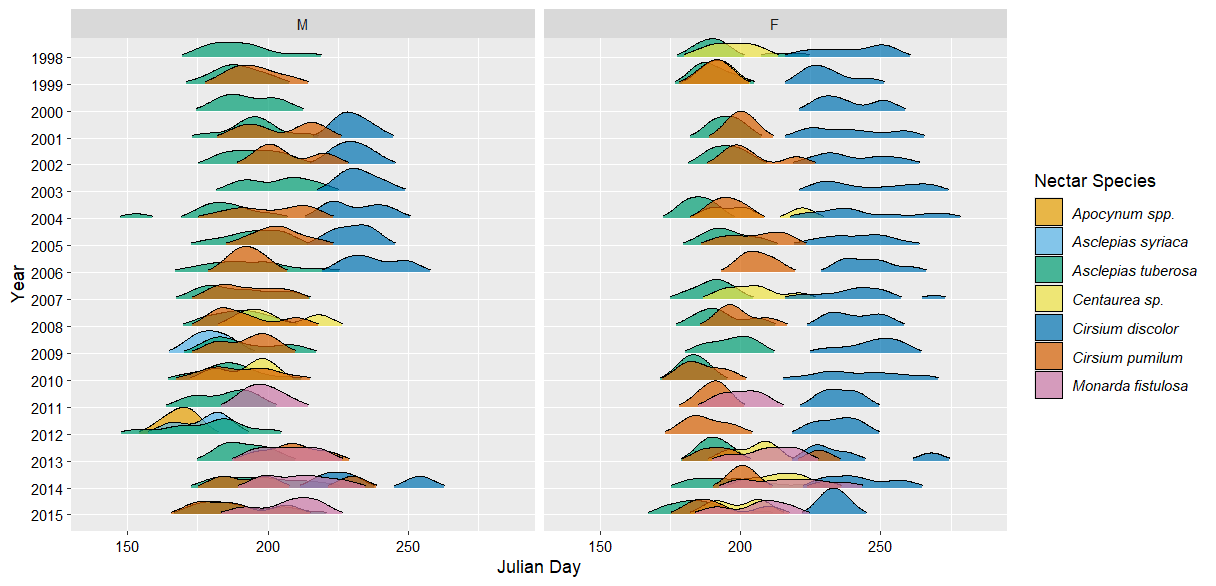 M F
Year
1998
1999
2000
2001
2002
2003
2004
2005
2006
2007
2008
2009
2010
2011
2012
2013
2014
2015
150 200 250 150 200 250
Julian Day
Nectar Species
Apocynum spp.
Asclepias syriaca
Asclepias tuberosa
Centaurea sp.
Cirsium discolor
Cirsium pumilum
Monarda fistulosa